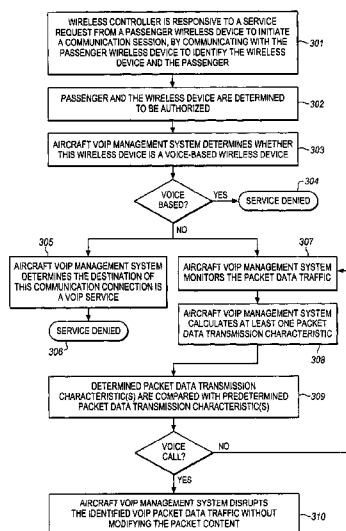 WIRELESS CONTROLLER IS RESPONSIVE TO A SERVICE
REQUEST FROM A PASSENGER WIRELESS DEVICE TO INITIATE
A COMMUNICATION SESSION, BY COMMUNICATING WITH THE
PASSENGER WIRELESS DEVICE TO IDENTIFY THE WIRELESS
DEVICE AND THE PASSENGER
301
PASSENGER AND THE WIRELESS DEVICE ARE DETERMINED
TO BE AUTHORIZED
302
AIRCRAFT VOIP MANAGEMENT SYSTEM DETERMINES WHETHER
THIS WIRELESS DEVICE IS A VOICE-BASED WIRELESS DEVICE
303
VOICE
BASED?
YES
304
SERVICE DENIED
NO
305
AIRCRAFT VOIP MANAGEMENT SYSTEM
DETERMINES THE DESTINATION OF
THIS COMMUNICATION CONNECTION IS
A VOIP SERVICE
SERVICE DENIED
306
307
AIRCRAFT VOIP MANAGEMENT SYSTEM
MONITORS THE PACKET DATA TRAFFIC
AIRCRAFT VOIP MANAGEMENT SYSTEM
CALCULATES AT LEAST ONE PACKET
DATA TRANSMISSION CHARACTERISTIC
308
DETERMINED PACKET DATA TRANSMISSION
CHARACTERISTIC(S) ARE COMPARED WITH PREDETERMINED
PACKET DATA TRANSMISSION CHARACTERISTIC(S)
309
VOICE
CALL?
NO
YES
AIRCRAFT VOIP MANAGEMENT SYSTEM DISRUPTS
THE IDENTIFIED VOIP PACKET DATA TRAFFIC WITHOUT
MODIFYING THE PACKET CONTENT
310